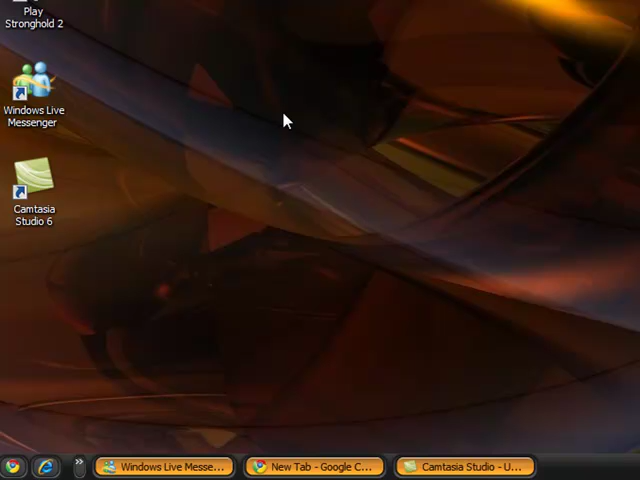 Play
Stronghold 2
Windows Live
Messenger
Camtasia
Studio 6
Windows Live Messe...
New Tab - Google C...
Camtasia Studio - U...